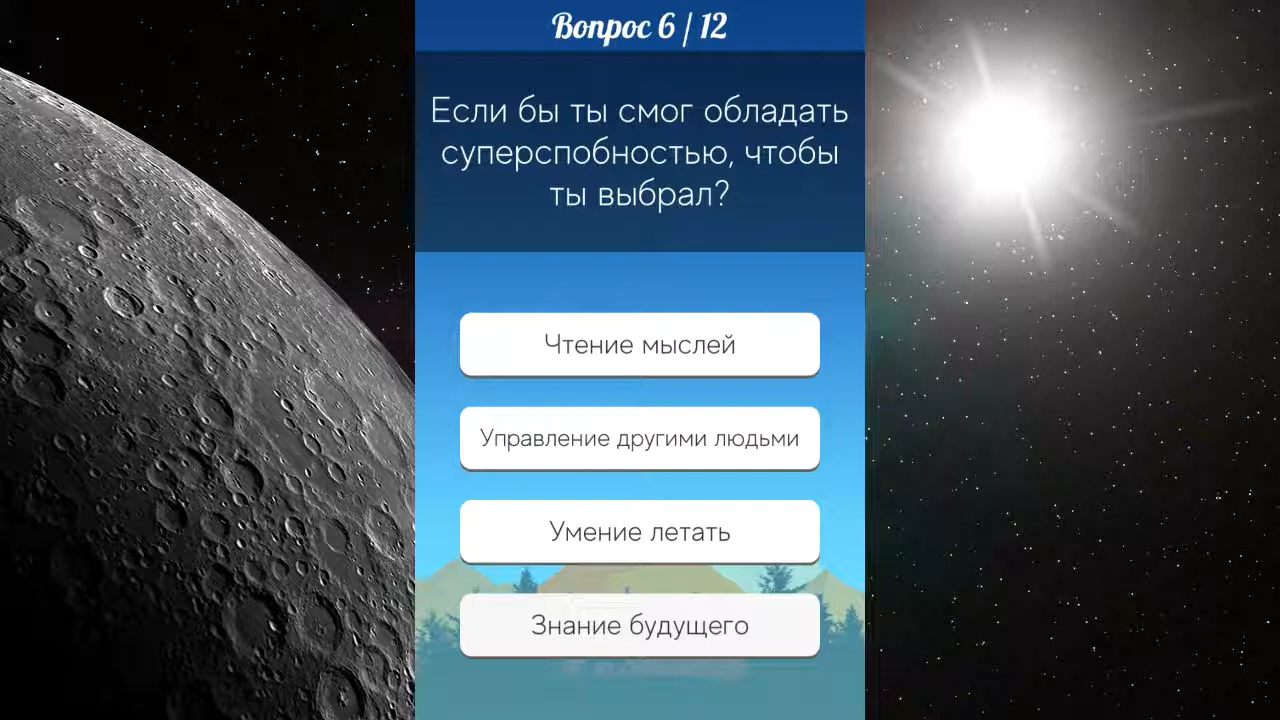 Вопрос 6 / 12
Если бы ты смог обладать
суперспобностью, чтобы
ты выбрал?
Чтение мыслей
Управление другими людьми
Умение летать
Знание будущего